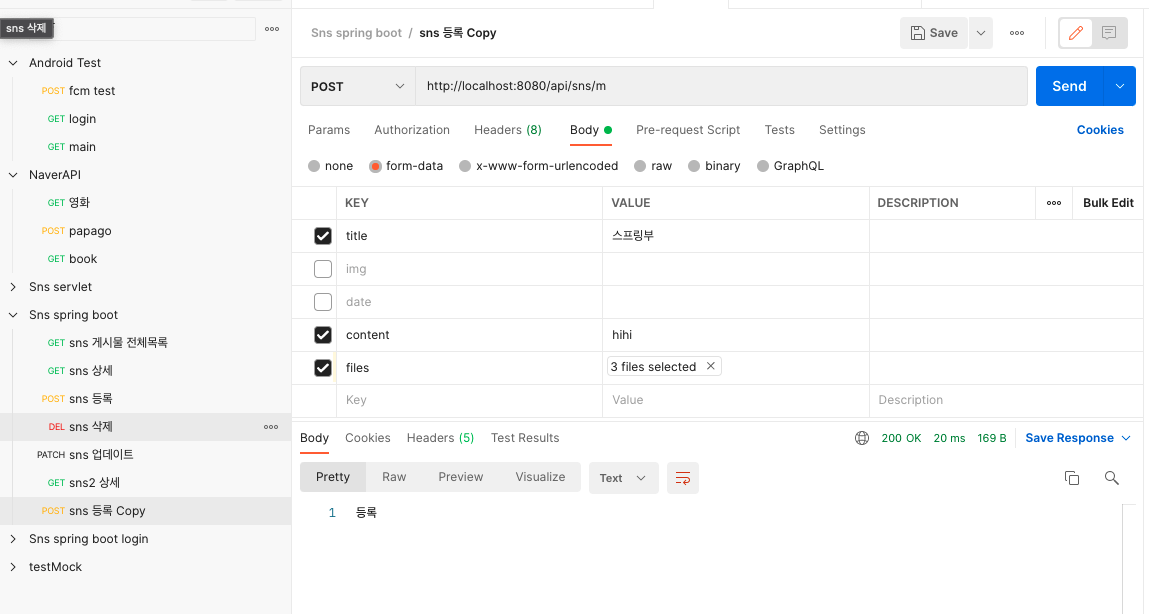 sns 삭제
Android Test
POST fcm test
GET login
GET main
NaverAPI
GET 영화
POST papago
GET book
Sns servlet
Sns spring boot
GET sns 게시물 전체목록
GET sns 상세
POST sns 등록
DEL sns 삭제
PATCH sns 업데이트
GET sns2 상세
POST sns 등록 Copy
Sns spring boot login
testMock
Sns spring boot / sns 등록 Copy
Save
POST http://localhost:8080/api/sns/m
Send
Params Authorization Headers (8) Body Pre-request Script Tests Settings Cookies
none form-data x-www-form-urlencoded raw binary GraphQL
KEY VALUE DESCRIPTION Bulk Edit
title 스프링부
img
date
content hihi
files 3 files selected
Key Value Description
Body Cookies Headers (5) Test Results 200 OK 20 ms 169 B Save Response
Pretty Raw Preview Visualize Text
1 등록